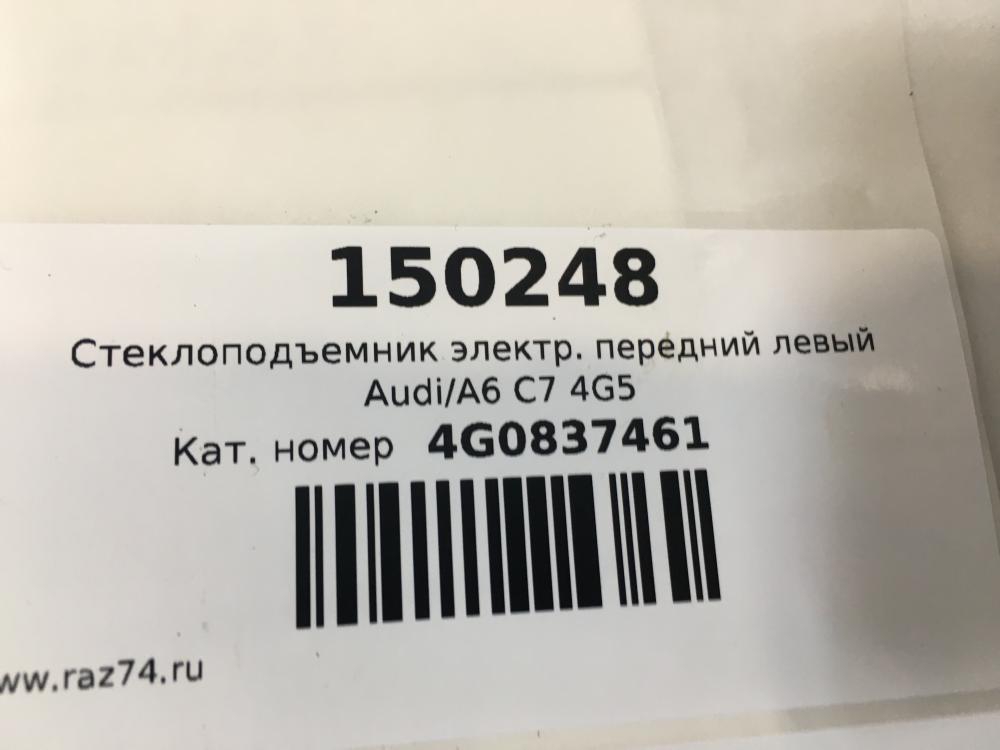 150248
Стеклоподъемник электр. передний левый
Audi/A6 C7 4G5
Кат. номер 4G0837461
www.raz74.ru